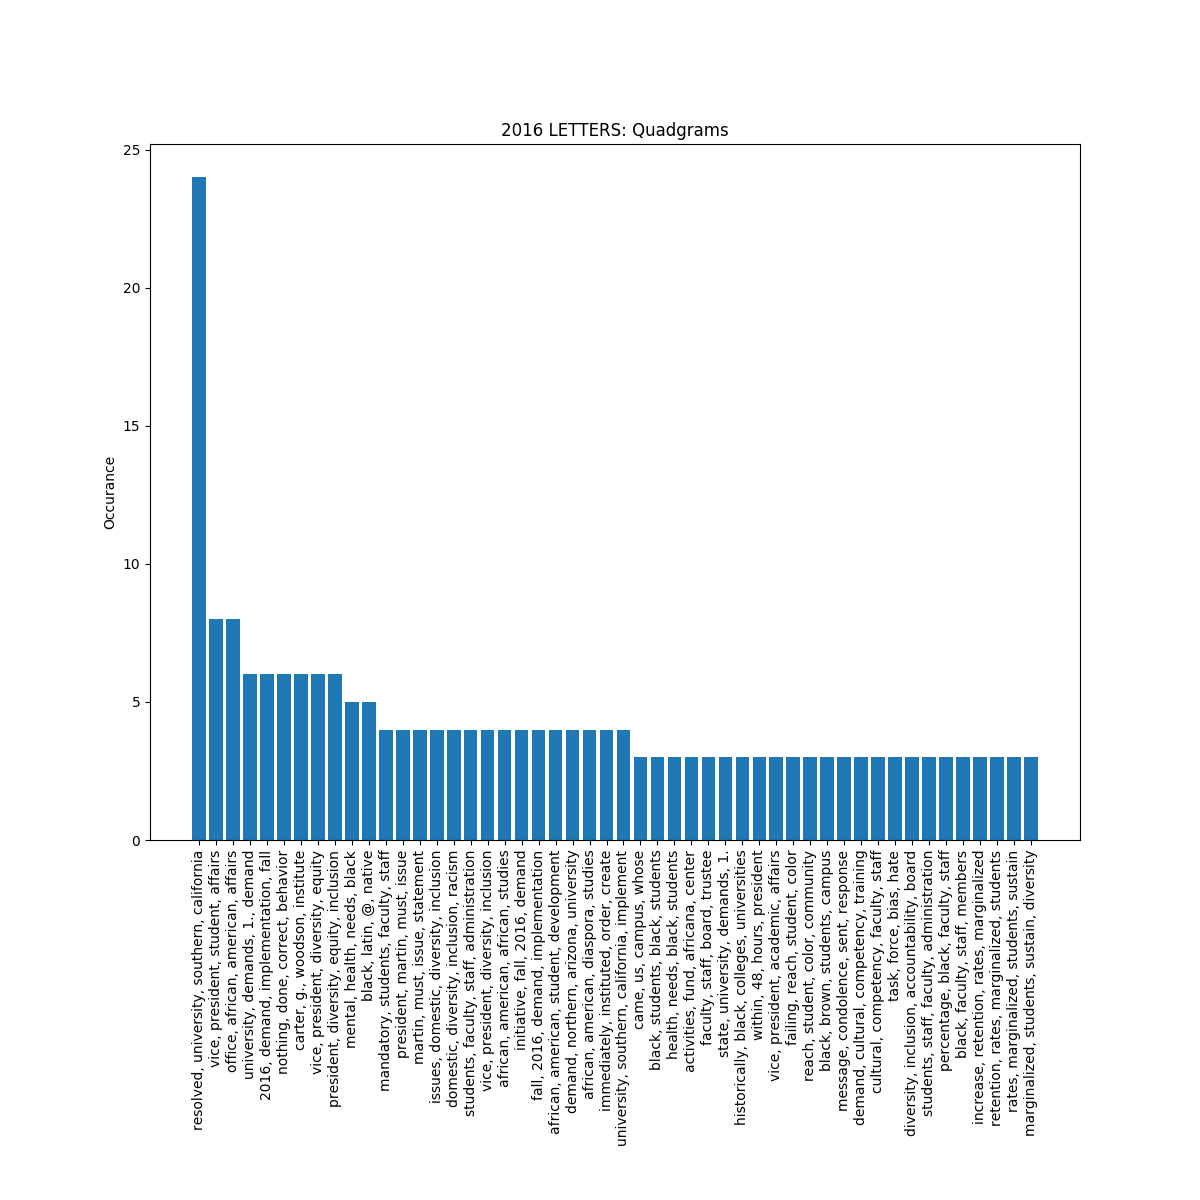 2016 LETTERS: Quadgrams
25
20
15
10
5
0
Occurance
resolved, university, southern, california
vice, president, student, affairs
office, african, american, affairs
university, demands, 1., demand
2016, demand, implementation, fall
nothing, done, correct, behavior
carter, g., woodson, institute
vice, president, diversity, equity
president, diversity, equity, inclusion
mental, health, needs, black
black, latin, @, native
mandatory, students, faculty, staff
president, martin, must, issue
martin, must, issue, statement
issues, domestic, diversity, inclusion
domestic, diversity, inclusion, racism
students, faculty, staff, administration
vice, president, diversity, inclusion
african, american, african, studies
initiative, fall, 2016, demand
fall, 2016, demand, implementation
african, american, student, development
demand, northern, arizona, university
african, american, diaspora, studies
immediately, instituted, order, create
university, southern, california, implement
came, us, campus, whose
black, students, black, students
health, needs, black, students
activities, fund, africana, center
faculty, staff, board, trustee
state, university, demands, 1.
historically, black, colleges, universities
within, 48, hours, president
vice, president, academic, affairs
failing, reach, student, color
reach, student, color, community
black, brown, students, campus
message, condolence, sent, response
demand, cultural, competency, training
cultural, competency, faculty, staff
task, force, bias, hate
diversity, inclusion, accountability, board
students, staff, faculty, administration
percentage, black, faculty, staff
black, faculty, staff, members
increase, retention, rates, marginalized
retention, rates, marginalized, students
rates, marginalized, students, sustain
marginalized, students, sustain, diversity